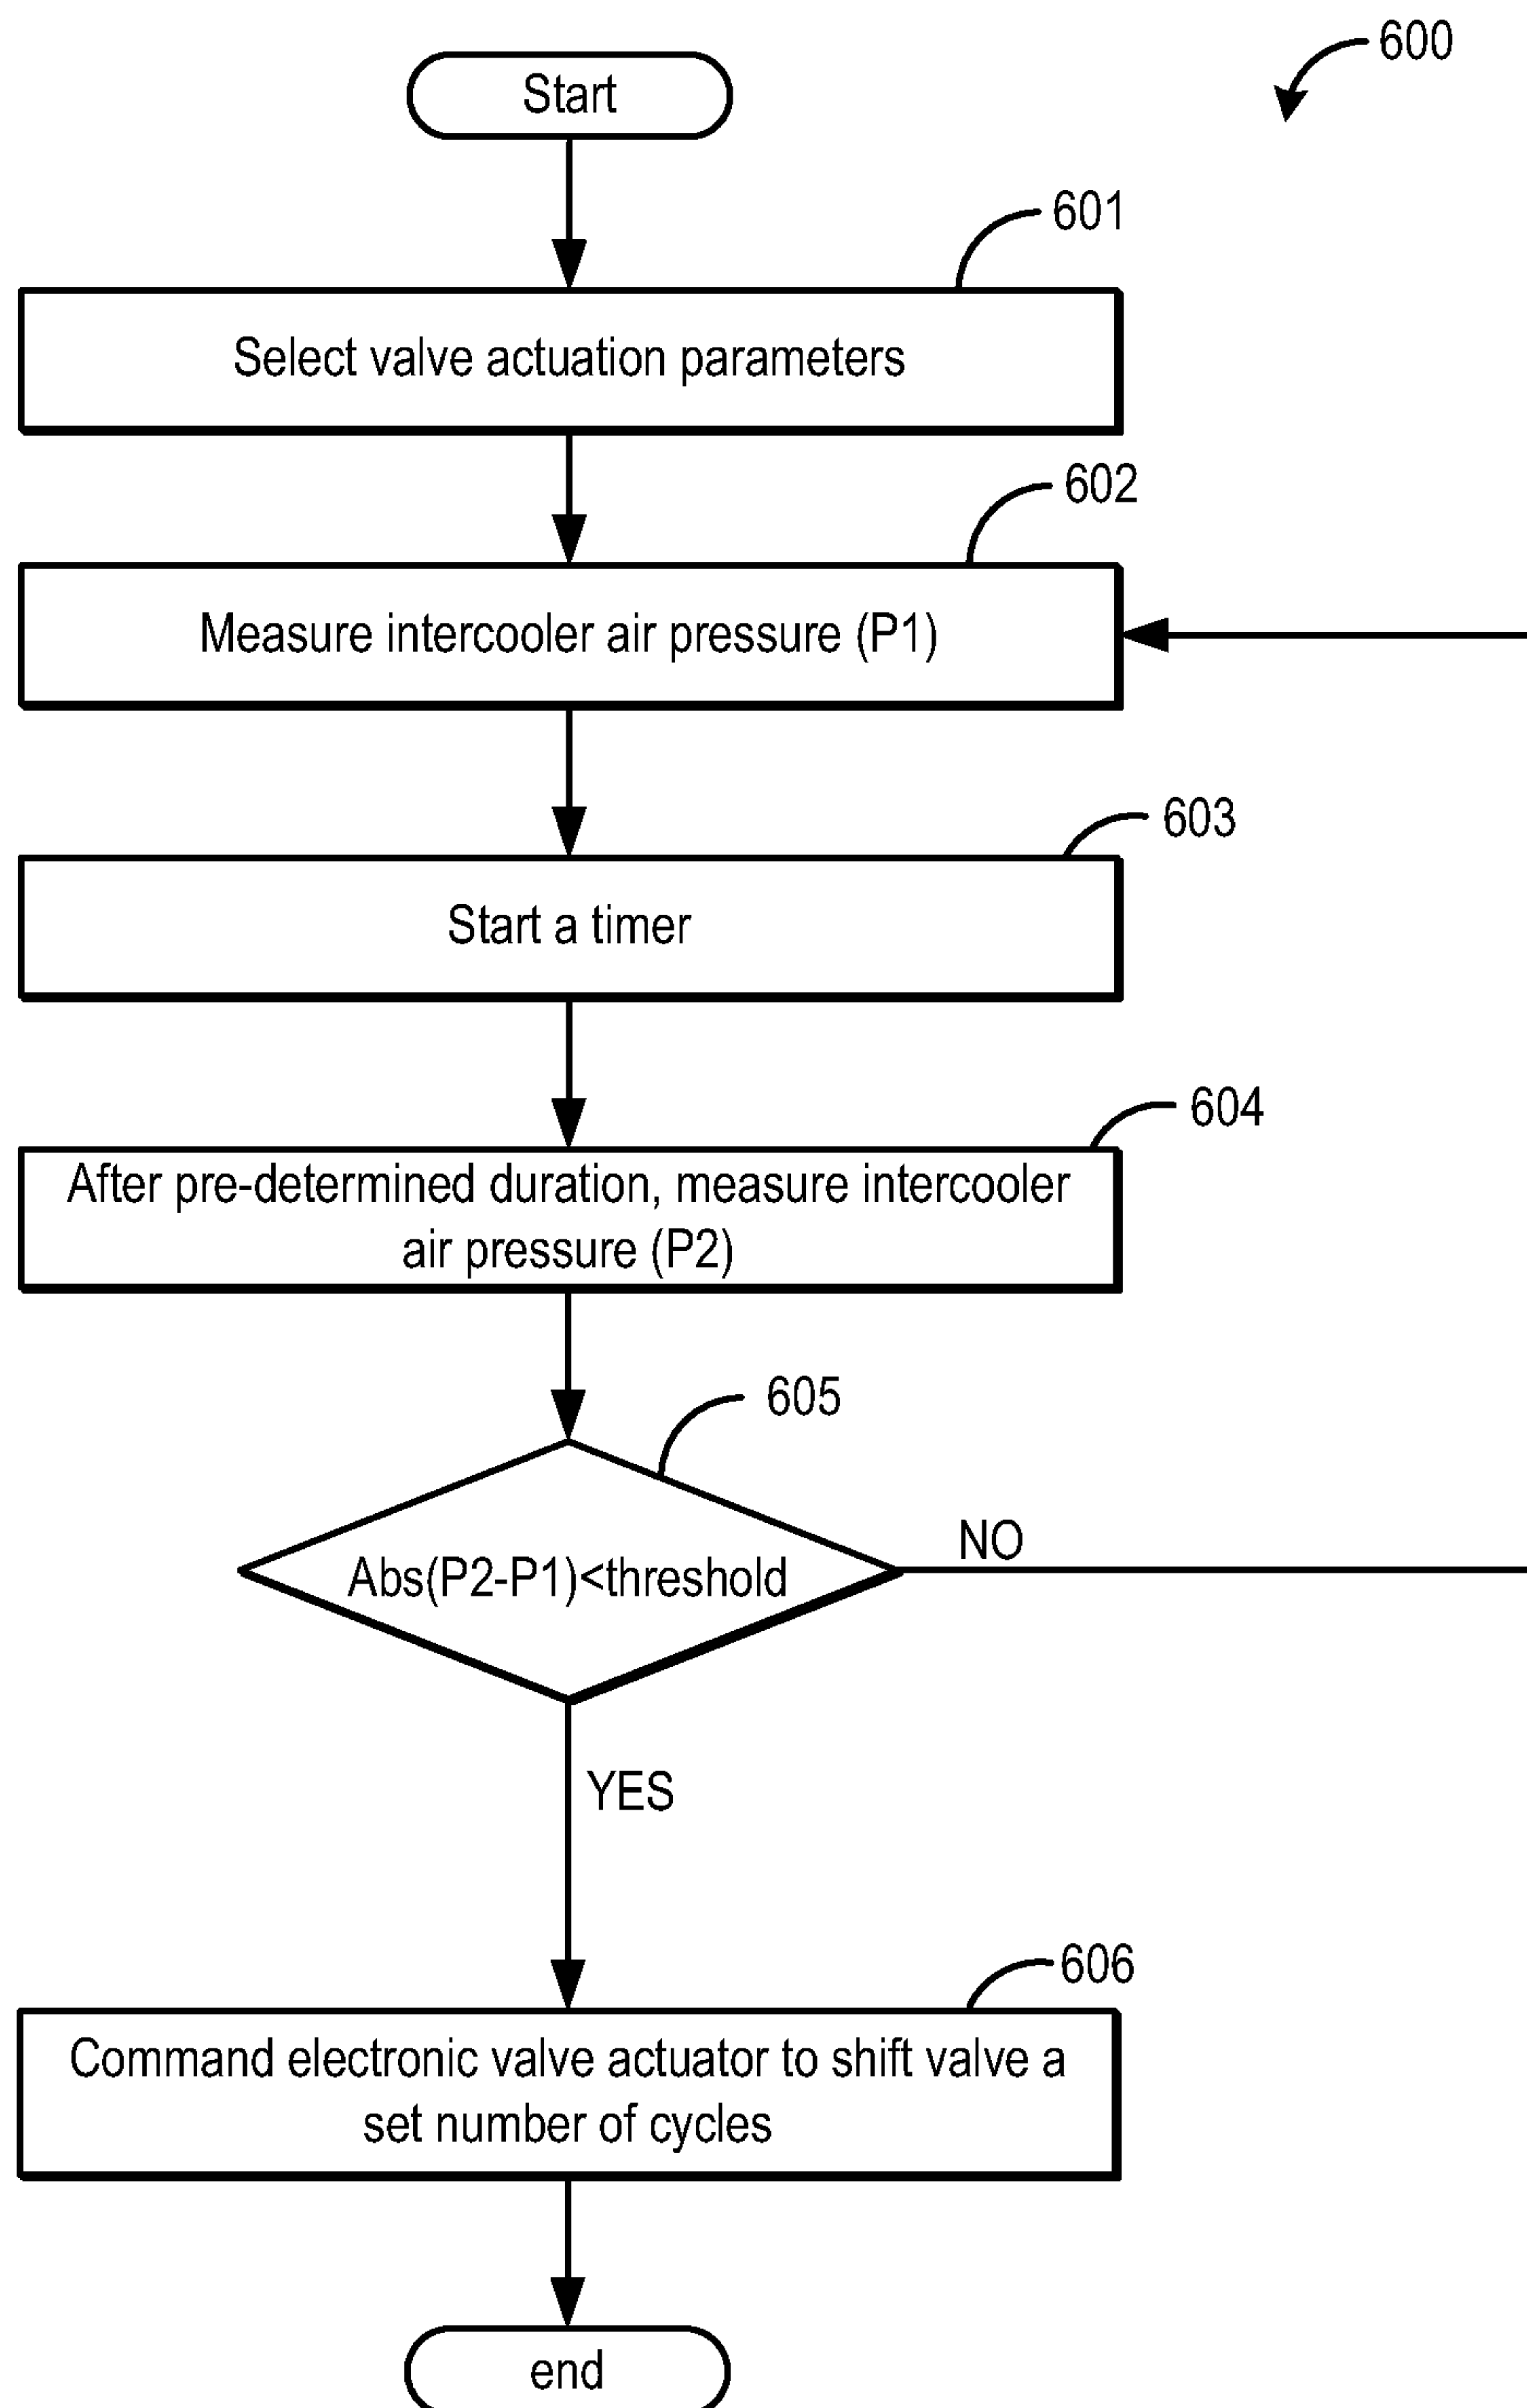 600
Start
601
Select valve actuation parameters
602
Measure intercooler air pressure (P1)
603
Start a timer
604
After pre-determined duration, measure intercooler
air pressure (P2)
605
Abs(P2-P1)<threshold
NO
YES
606
Command electronic valve actuator to shift valve a
set number of cycles
end